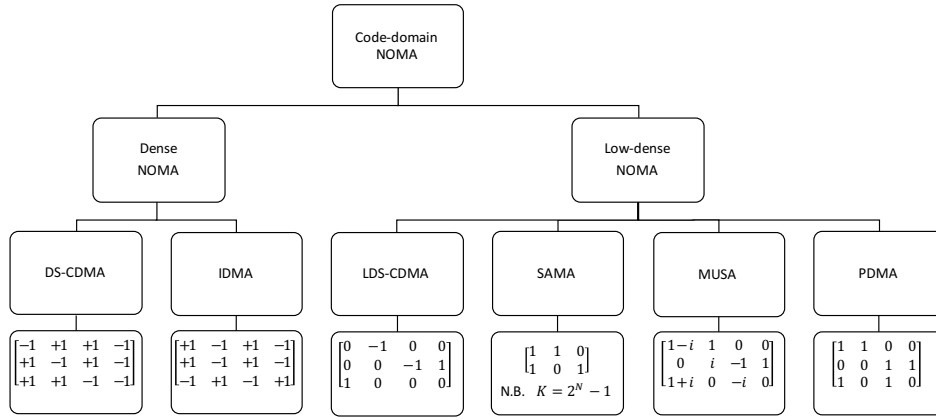 Code-domain
NOMA
Dense
NOMA
Low-dense
NOMA
DS-CDMA
IDMA
LDS-CDMA
SAMA
MUSA
PDMA
[−1 +1 +1 −1
+1 −1 +1 −1
+1 +1 −1 −1]
[+1 −1 +1 −1
+1 −1 +1 −1
−1 +1 −1 +1]
[0 −1 0 0
0 0 −1 1
1 0 0 0]
[1 1 0
1 0 1]
N.B. K = 2^N − 1
[1−i 1 0 0
0 i −1 1
1+i 0 −i 0]
[1 1 0 0
0 0 1 1
1 0 1 0]